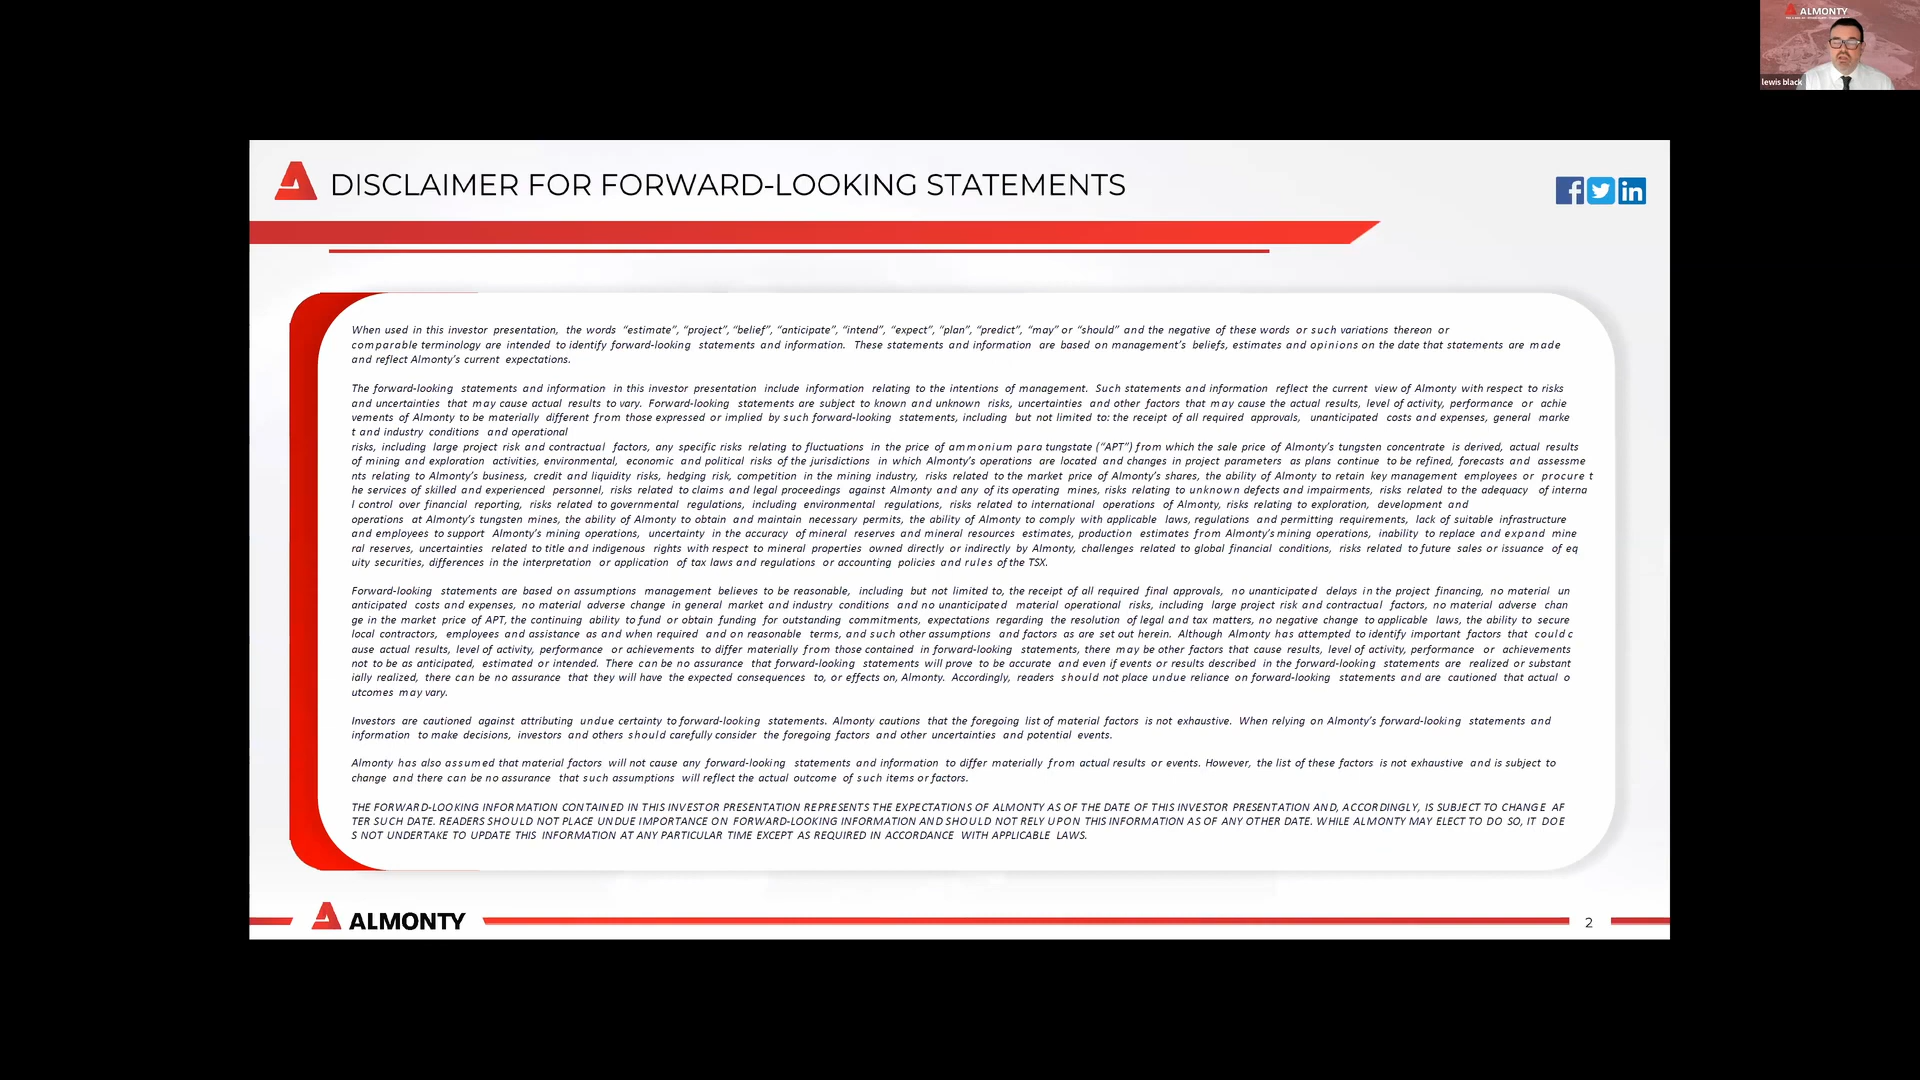 ALMONTY
lewis black
DISCLAIMER FOR FORWARD-LOOKING STATEMENTS
When used in this investor presentation, the words “estimate”, “project”, “belief”, “anticipate”, “intend”, “expect”, “plan”, “predict”, “may” or “should” and the negative of these words or such variations thereon or
comparable terminology are intended to identify forward-looking statements and information. These statements and information are based on management’s beliefs, estimates and opinions on the date that statements are made
and reflect Almonty’s current expectations.
The forward-looking statements and information in this investor presentation include information relating to the intentions of management. Such statements and information reflect the current view of Almonty with respect to risks
and uncertainties that may cause actual results to vary. Forward-looking statements are subject to known and unknown risks, uncertainties and other factors that may cause the actual results, level of activity, performance or achie
vements of Almonty to be materially different from those expressed or implied by such forward-looking statements, including but not limited to: the receipt of all required approvals, unanticipated costs and expenses, general marke
t and industry conditions and operational
risks, including large project risk and contractual factors, any specific risks relating to fluctuations in the price of ammonium para tungstate (“APT”) from which the sale price of Almonty’s tungsten concentrate is derived, actual results
of mining and exploration activities, environmental, economic and political risks of the jurisdictions in which Almonty’s operations are located and changes in project parameters as plans continue to be refined, forecasts and assessme
nts relating to Almonty’s business, credit and liquidity risks, hedging risk, competition in the mining industry, risks related to the market price of Almonty’s shares, the ability of Almonty to retain key management employees or procure t
he services of skilled and experienced personnel, risks related to claims and legal proceedings against Almonty and any of its operating mines, risks relating to unknown defects and impairments, risks related to the adequacy of interna
l control over financial reporting, risks related to governmental regulations, including environmental regulations, risks related to international operations of Almonty, risks relating to exploration, development and
operations at Almonty’s tungsten mines, the ability of Almonty to obtain and maintain necessary permits, the ability of Almonty to comply with applicable laws, regulations and permitting requirements, lack of suitable infrastructure
and employees to support Almonty’s mining operations, uncertainty in the accuracy of mineral reserves and mineral resources estimates, production estimates from Almonty’s mining operations, inability to replace and expand mine
ral reserves, uncertainties related to title and indigenous rights with respect to mineral properties owned directly or indirectly by Almonty, challenges related to global financial conditions, risks related to future sales or issuance of eq
uity securities, differences in the interpretation or application of tax laws and regulations or accounting policies and rules of the TSX.
Forward-looking statements are based on assumptions management believes to be reasonable, including but not limited to, the receipt of all required final approvals, no unanticipated delays in the project financing, no material un
anticipated costs and expenses, no material adverse change in general market and industry conditions and no unanticipated material operational risks, including large project risk and contractual factors, no material adverse chan
ge in the market price of APT, the continuing ability to fund or obtain funding for outstanding commitments, expectations regarding the resolution of legal and tax matters, no negative change to applicable laws, the ability to secure
local contractors, employees and assistance as and when required and on reasonable terms, and such other assumptions and factors as are set out herein. Although Almonty has attempted to identify important factors that could c
ause actual results, level of activity, performance or achievements to differ materially from those contained in forward-looking statements, there may be other factors that cause results, level of activity, performance or achievements
not to be as anticipated, estimated or intended. There can be no assurance that forward-looking statements will prove to be accurate and even if events or results described in the forward-looking statements are realized or substant
ially realized, there can be no assurance that they will have the expected consequences to, or effects on, Almonty. Accordingly, readers should not place undue reliance on forward-looking statements and are cautioned that actual o
utcomes may vary.
Investors are cautioned against attributing undue certainty to forward-looking statements. Almonty cautions that the foregoing list of material factors is not exhaustive. When relying on Almonty’s forward-looking statements and
information to make decisions, investors and others should carefully consider the foregoing factors and other uncertainties and potential events.
Almonty has also assumed that material factors will not cause any forward-looking statements and information to differ materially from actual results or events. However, the list of these factors is not exhaustive and is subject to
change and there can be no assurance that such assumptions will reflect the actual outcome of such items or factors.
THE FORWARD-LOOKING INFORMATION CONTAINED IN THIS INVESTOR PRESENTATION REPRESENTS THE EXPECTATIONS OF ALMONTY AS OF THE DATE OF THIS INVESTOR PRESENTATION AND, ACCORDINGLY, IS SUBJECT TO CHANGE AF
TER SUCH DATE. READERS SHOULD NOT PLACE UNDUE IMPORTANCE ON FORWARD-LOOKING INFORMATION AND SHOULD NOT RELY UPON THIS INFORMATION AS OF ANY OTHER DATE. WHILE ALMONTY MAY ELECT TO DO SO, IT DOE
S NOT UNDERTAKE TO UPDATE THIS INFORMATION AT ANY PARTICULAR TIME EXCEPT AS REQUIRED IN ACCORDANCE WITH APPLICABLE LAWS.
ALMONTY
2